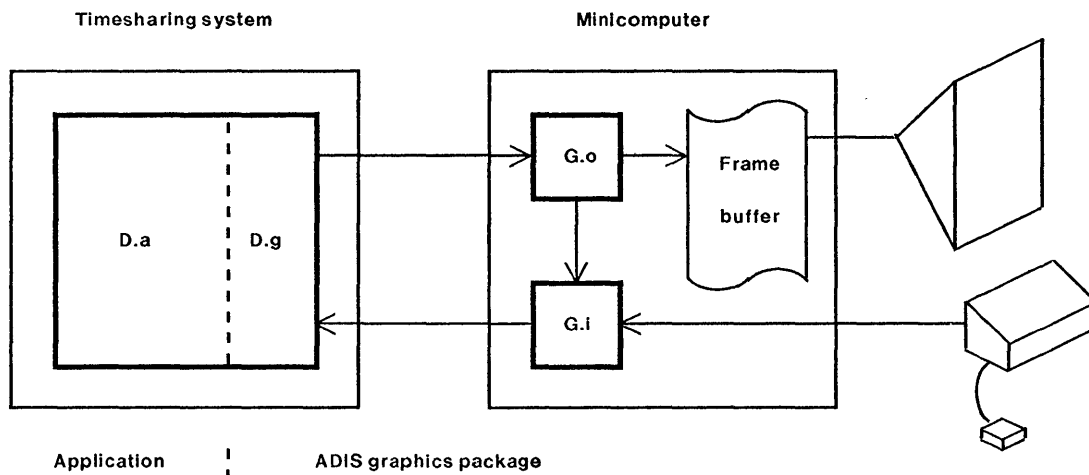 Timesharing system
Minicomputer
G.o
Frame
buffer
D.a
D.g
G.i
Application
ADIS graphics package